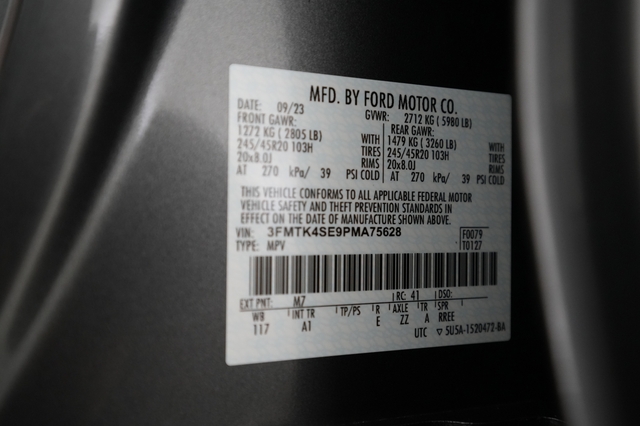 MFD. BY FORD MOTOR CO.
DATE: 09/23 GVWR: 2712 KG ( 5980 LB)
FRONT GAWR: REAR GAWR:
1272 KG ( 2805 LB) WITH 1479 KG ( 3260 LB) WITH
245/45R20 103H TIRES 245/45R20 103H TIRES
20x8.0J RIMS 20x8.0J RIMS
AT 270 kPa/ 39 PSI COLD AT 270 kPa/ 39 PSI COLD
THIS VEHICLE CONFORMS TO ALL APPLICABLE FEDERAL MOTOR
VEHICLE SAFETY AND THEFT PREVENTION STANDARDS IN
EFFECT ON THE DATE OF MANUFACTURE SHOWN ABOVE.
VIN: 3FMTK4SE9PMA75628 F0079
TYPE: MPV T0127
EXT PNT: M7 RC: 41 DSO:
WB INT TR TP/PS R AXLE TR SPR
117 A1 E ZZ A RREE
UTC ▽ 5U5A-1520472-BA